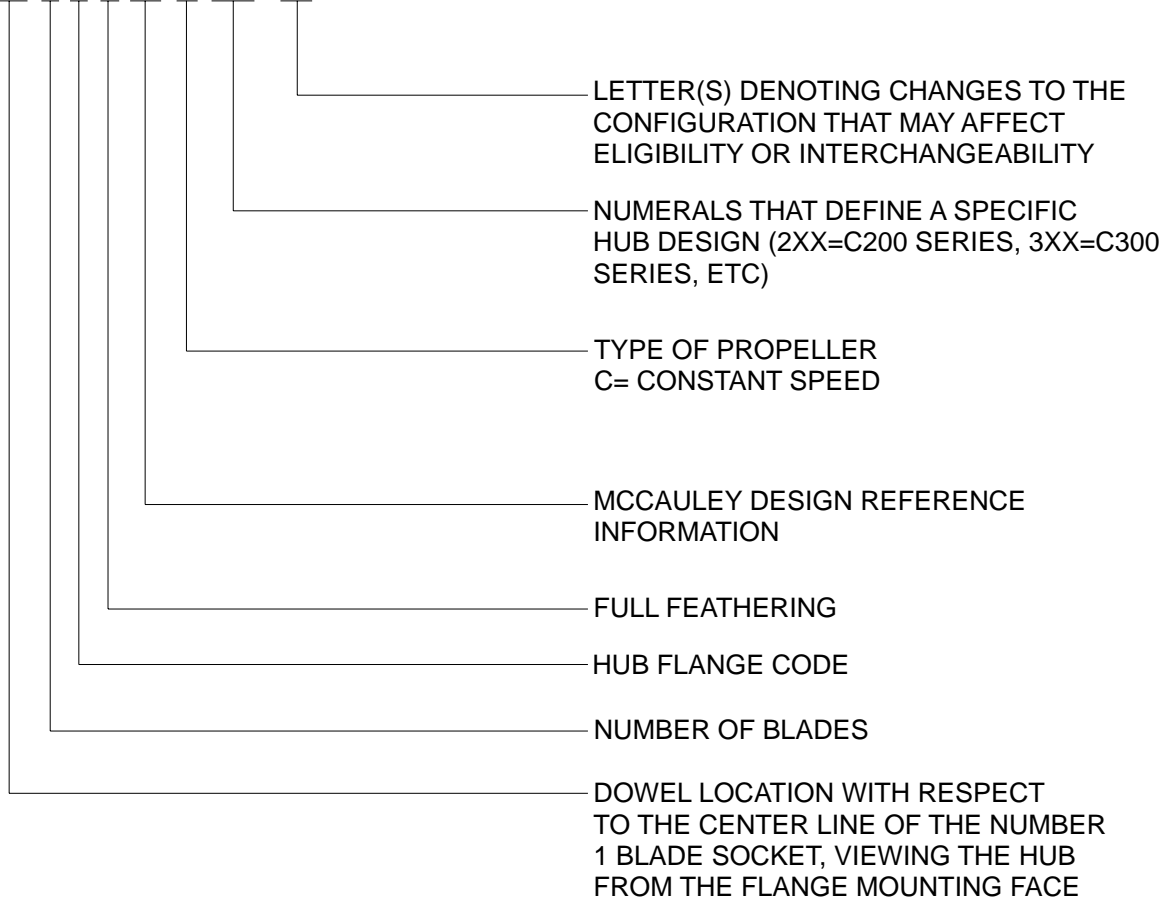 LETTER(S) DENOTING CHANGES TO THE
CONFIGURATION THAT MAY AFFECT
ELIGIBILITY OR INTERCHANGEABILITY
NUMERALS THAT DEFINE A SPECIFIC
HUB DESIGN (2XX=C200 SERIES, 3XX=C300
SERIES, ETC)
TYPE OF PROPELLER
C= CONSTANT SPEED
MCCAULEY DESIGN REFERENCE
INFORMATION
FULL FEATHERING
HUB FLANGE CODE
NUMBER OF BLADES
DOWEL LOCATION WITH RESPECT
TO THE CENTER LINE OF THE NUMBER
1 BLADE SOCKET, VIEWING THE HUB
FROM THE FLANGE MOUNTING FACE